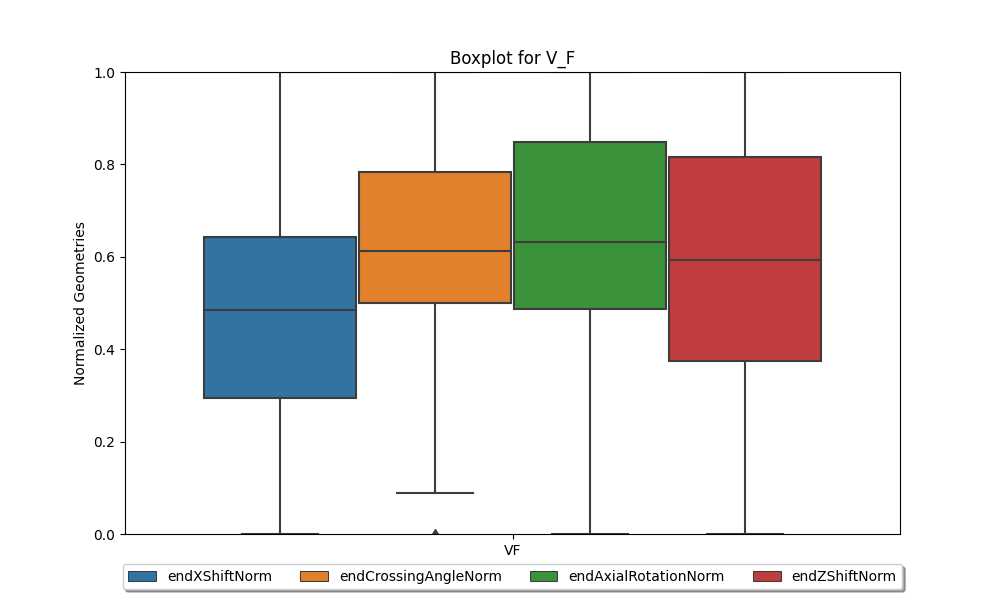 Boxplot for V_F
1.0
0.8
0.6
0.4
0.2
0.0
Normalized Geometries
VF
endXShiftNorm endCrossingAngleNorm endAxialRotationNorm endZShiftNorm